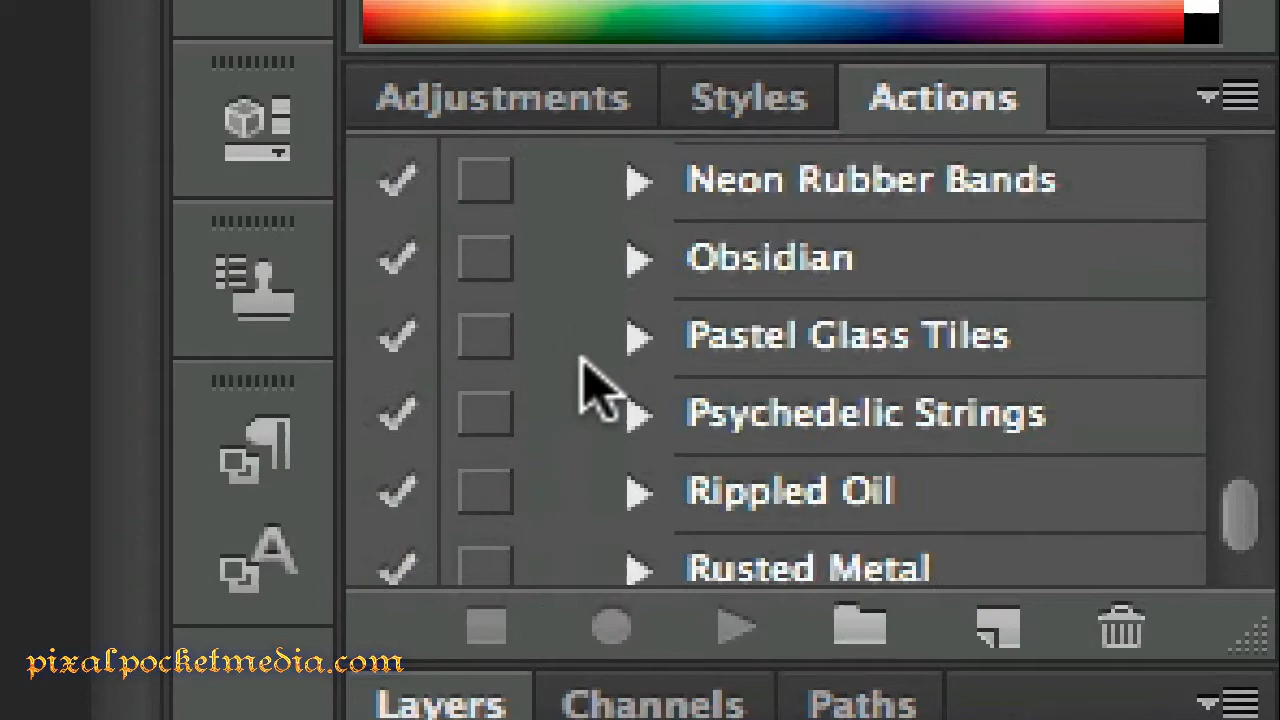 Adjustments Styles Actions
Neon Rubber Bands
Obsidian
Pastel Glass Tiles
Psychedelic Strings
Rippled Oil
Rusted Metal
pixalpocketmedia.com
Layers Channels Paths